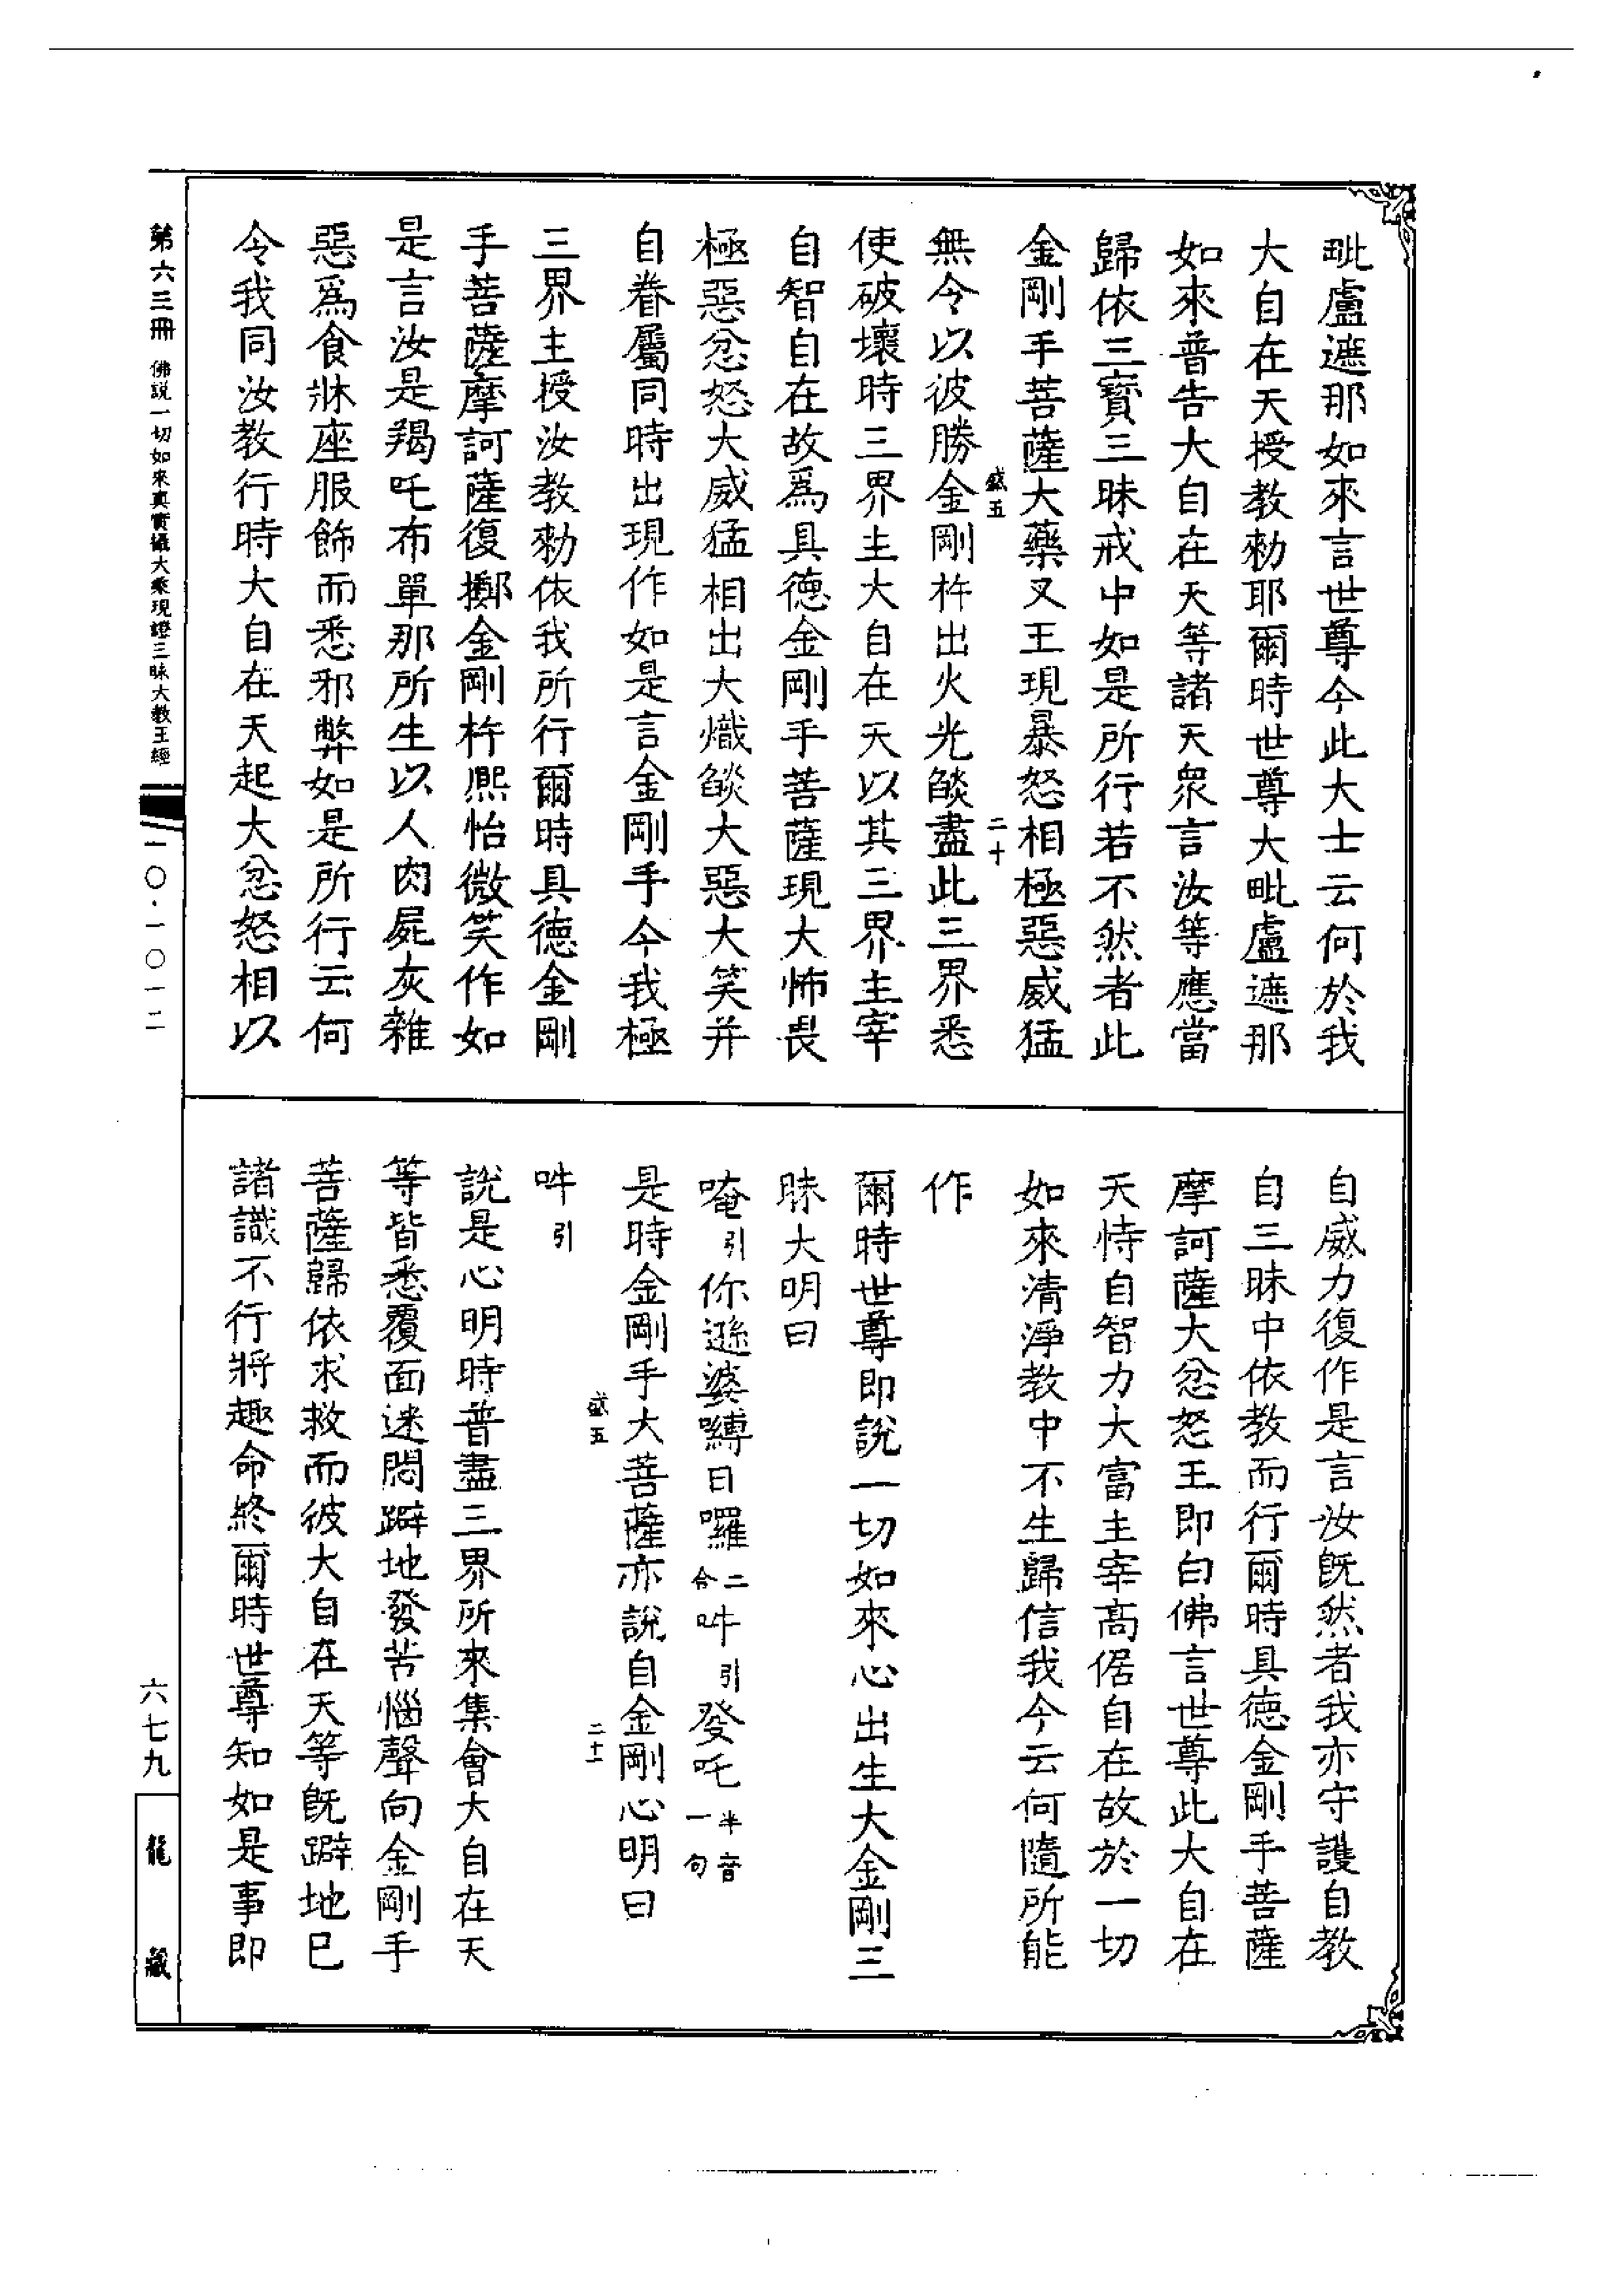 毗盧遮那如來言世尊今此大士云何於我
大自在天授教勑耶爾時世尊大毗盧遮那
如來普告大自在天等諸天衆言汝等應當
歸依三寶三昧戒中如是所行若不然者此
金剛手菩薩大藥叉王現暴怒相極惡威猛
盛五
二十
無令以彼勝金剛杵出火光燄盡此三界悉
使破壞時三界主大自在天以其三界主宰
自智自在故爲具德金剛手菩薩現大怖畏
極惡忿怒大威猛相出大熾燄大惡大笑并
自眷屬同時出現作如是言金剛手今我極
三界主授汝教勑依我所行爾時具德金剛
手菩薩摩訶薩復擲金剛杵熈怡微笑作如
是言汝是羯吒布單那所生以人肉屍灰雜
惡爲食牀座服飾而悉邪弊如是所行云何
令我同汝教行時大自在天起大忿怒相以
自威力復作是言汝旣然者我亦守護自教
自三昧中依教而行爾時具德金剛手菩薩
摩訶薩大忿怒王即白佛言世尊此大自在
天恃自智力大富主宰高倨自在故於一切
如來清淨教中不生歸信我今云何隨所能
作
爾時世尊即說一切如來心出生大金剛三
昧大明曰
唵引你遜婆嚩日囉二合吽引發吒半音一句
是時金剛手大菩薩亦說自金剛心明曰
盛五
二十一
吽引
說是心明時普盡三界所來集會大自在天
等皆悉覆面迷悶躃地發苦惱聲向金剛手
菩薩歸依求救而彼大自在天等旣躃地已
諸識不行將趣命終爾時世尊知如是事即
第六三冊 佛說一切如來真實攝大乘現證三昧大教王經
一〇·一〇一二
六七九
龍藏